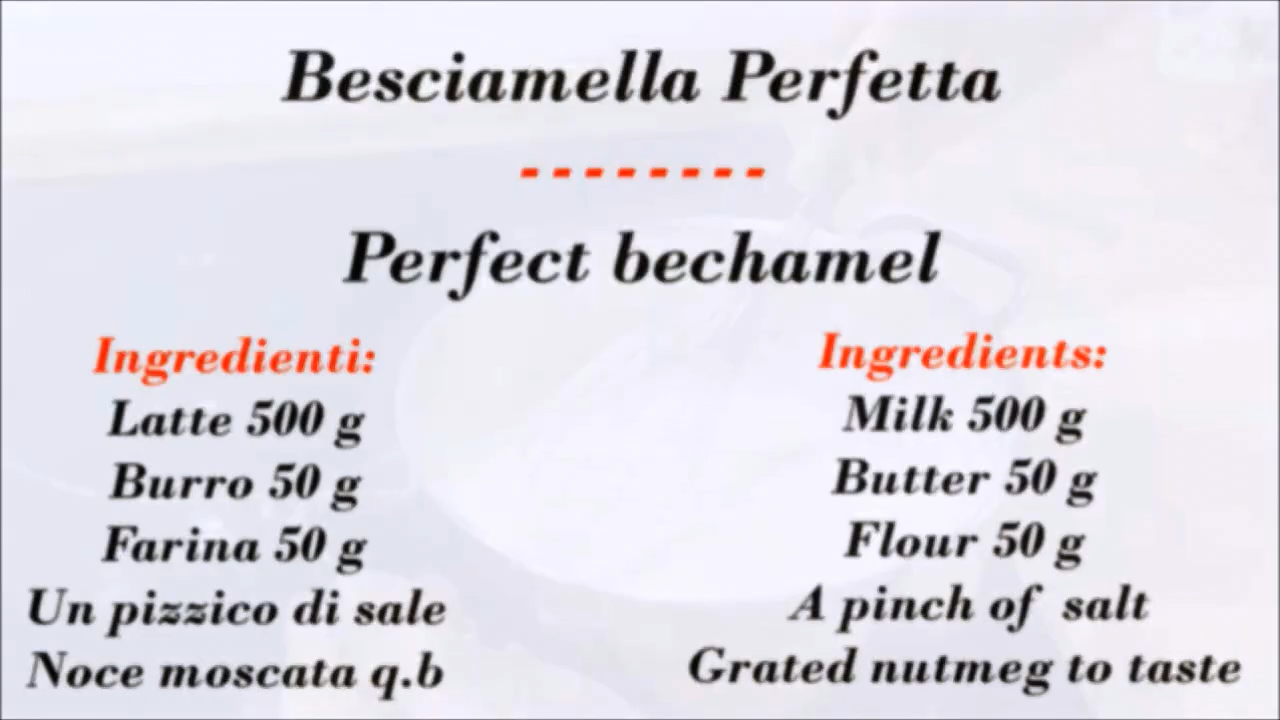 Besciamella Perfetta
--------
Perfect bechamel
Ingredienti:
Latte 500 g
Burro 50 g
Farina 50 g
Un pizzico di sale
Noce moscata q.b
Ingredients:
Milk 500 g
Butter 50 g
Flour 50 g
A pinch of salt
Grated nutmeg to taste